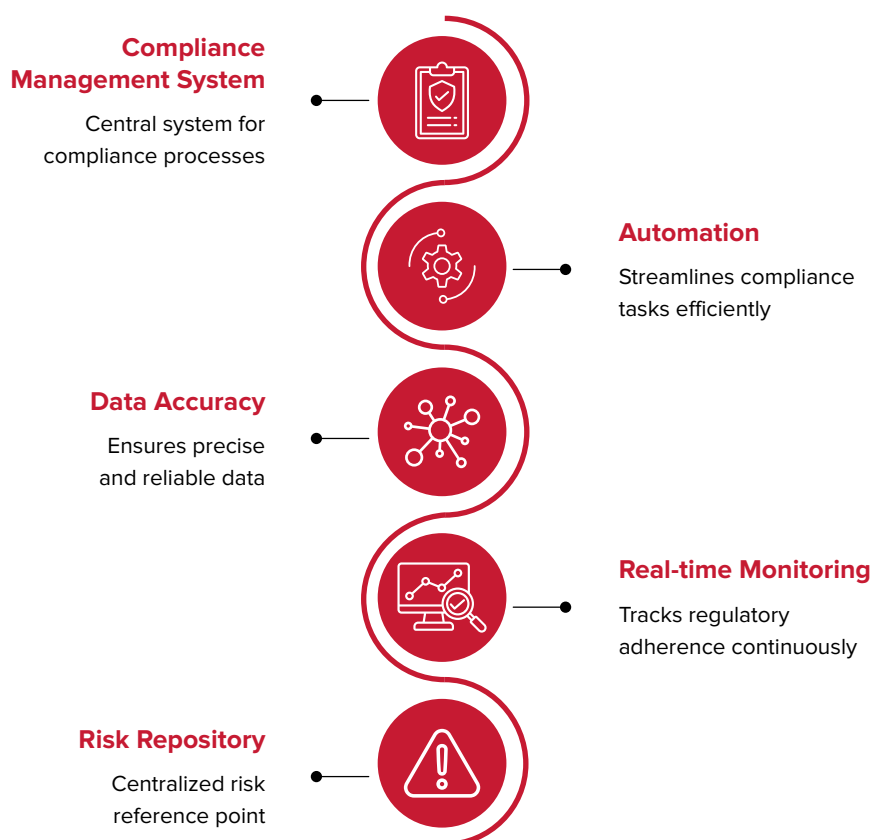 Compliance
Management System
Central system for
compliance processes
Automation
Streamlines compliance
tasks efficiently
Data Accuracy
Ensures precise
and reliable data
Real-time Monitoring
Tracks regulatory
adherence continuously
Risk Repository
Centralized risk
reference point